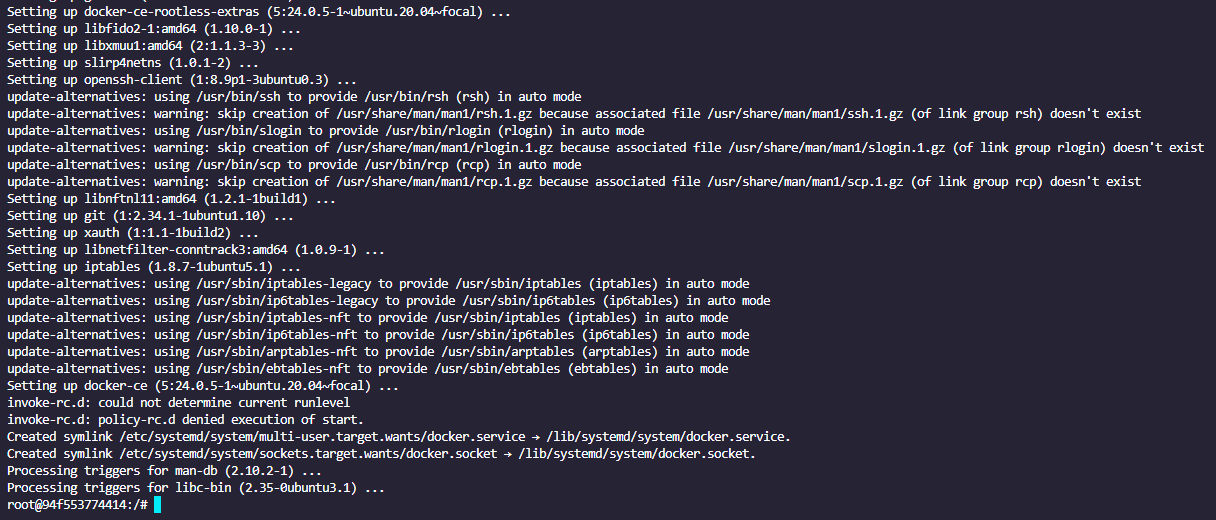 Setting up docker-ce-rootless-extras (5:24.0.5-1~ubuntu.20.04~focal) ...
Setting up libfido2-1:amd64 (1.10.0-1) ...
Setting up libxmuu1:amd64 (2:1.1.3-3) ...
Setting up slirp4netns (1.0.1-2) ...
Setting up openssh-client (1:8.9p1-3ubuntu0.3) ...
update-alternatives: using /usr/bin/ssh to provide /usr/bin/rsh (rsh) in auto mode
update-alternatives: warning: skip creation of /usr/share/man/man1/rsh.1.gz because associated file /usr/share/man/man1/ssh.1.gz (of link group rsh) doesn't exist
update-alternatives: using /usr/bin/slogin to provide /usr/bin/rlogin (rlogin) in auto mode
update-alternatives: warning: skip creation of /usr/share/man/man1/rlogin.1.gz because associated file /usr/share/man/man1/slogin.1.gz (of link group rlogin) doesn't exist
update-alternatives: using /usr/bin/scp to provide /usr/bin/rcp (rcp) in auto mode
update-alternatives: warning: skip creation of /usr/share/man/man1/rcp.1.gz because associated file /usr/share/man/man1/scp.1.gz (of link group rcp) doesn't exist
Setting up libnftnl11:amd64 (1.2.1-1build1) ...
Setting up git (1:2.34.1-1ubuntu1.10) ...
Setting up xauth (1:1.1-1build2) ...
Setting up libnetfilter-conntrack3:amd64 (1.0.9-1) ...
Setting up iptables (1.8.7-1ubuntu5.1) ...
update-alternatives: using /usr/sbin/iptables-legacy to provide /usr/sbin/iptables (iptables) in auto mode
update-alternatives: using /usr/sbin/ip6tables-legacy to provide /usr/sbin/ip6tables (ip6tables) in auto mode
update-alternatives: using /usr/sbin/iptables-nft to provide /usr/sbin/iptables (iptables) in auto mode
update-alternatives: using /usr/sbin/ip6tables-nft to provide /usr/sbin/ip6tables (ip6tables) in auto mode
update-alternatives: using /usr/sbin/arptables-nft to provide /usr/sbin/arptables (arptables) in auto mode
update-alternatives: using /usr/sbin/ebtables-nft to provide /usr/sbin/ebtables (ebtables) in auto mode
Setting up docker-ce (5:24.0.5-1~ubuntu.20.04~focal) ...
invoke-rc.d: could not determine current runlevel
invoke-rc.d: policy-rc.d denied execution of start.
Created symlink /etc/systemd/system/multi-user.target.wants/docker.service → /lib/systemd/system/docker.service.
Created symlink /etc/systemd/system/sockets.target.wants/docker.socket → /lib/systemd/system/docker.socket.
Processing triggers for man-db (2.10.2-1) ...
Processing triggers for libc-bin (2.35-0ubuntu3.1) ...
root@94f553774414:/#